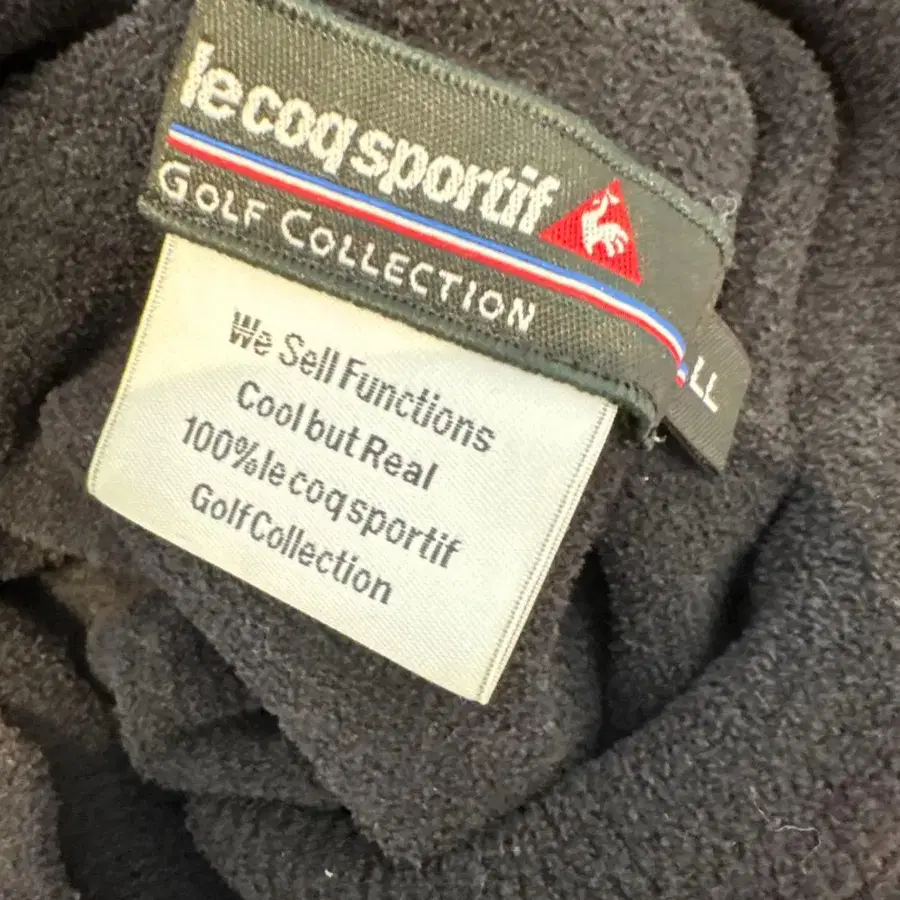 le coq sportif
GOLF COLLECTION
LL
We Sell Functions
Cool but Real
100% le coq sportif
Golf Collection